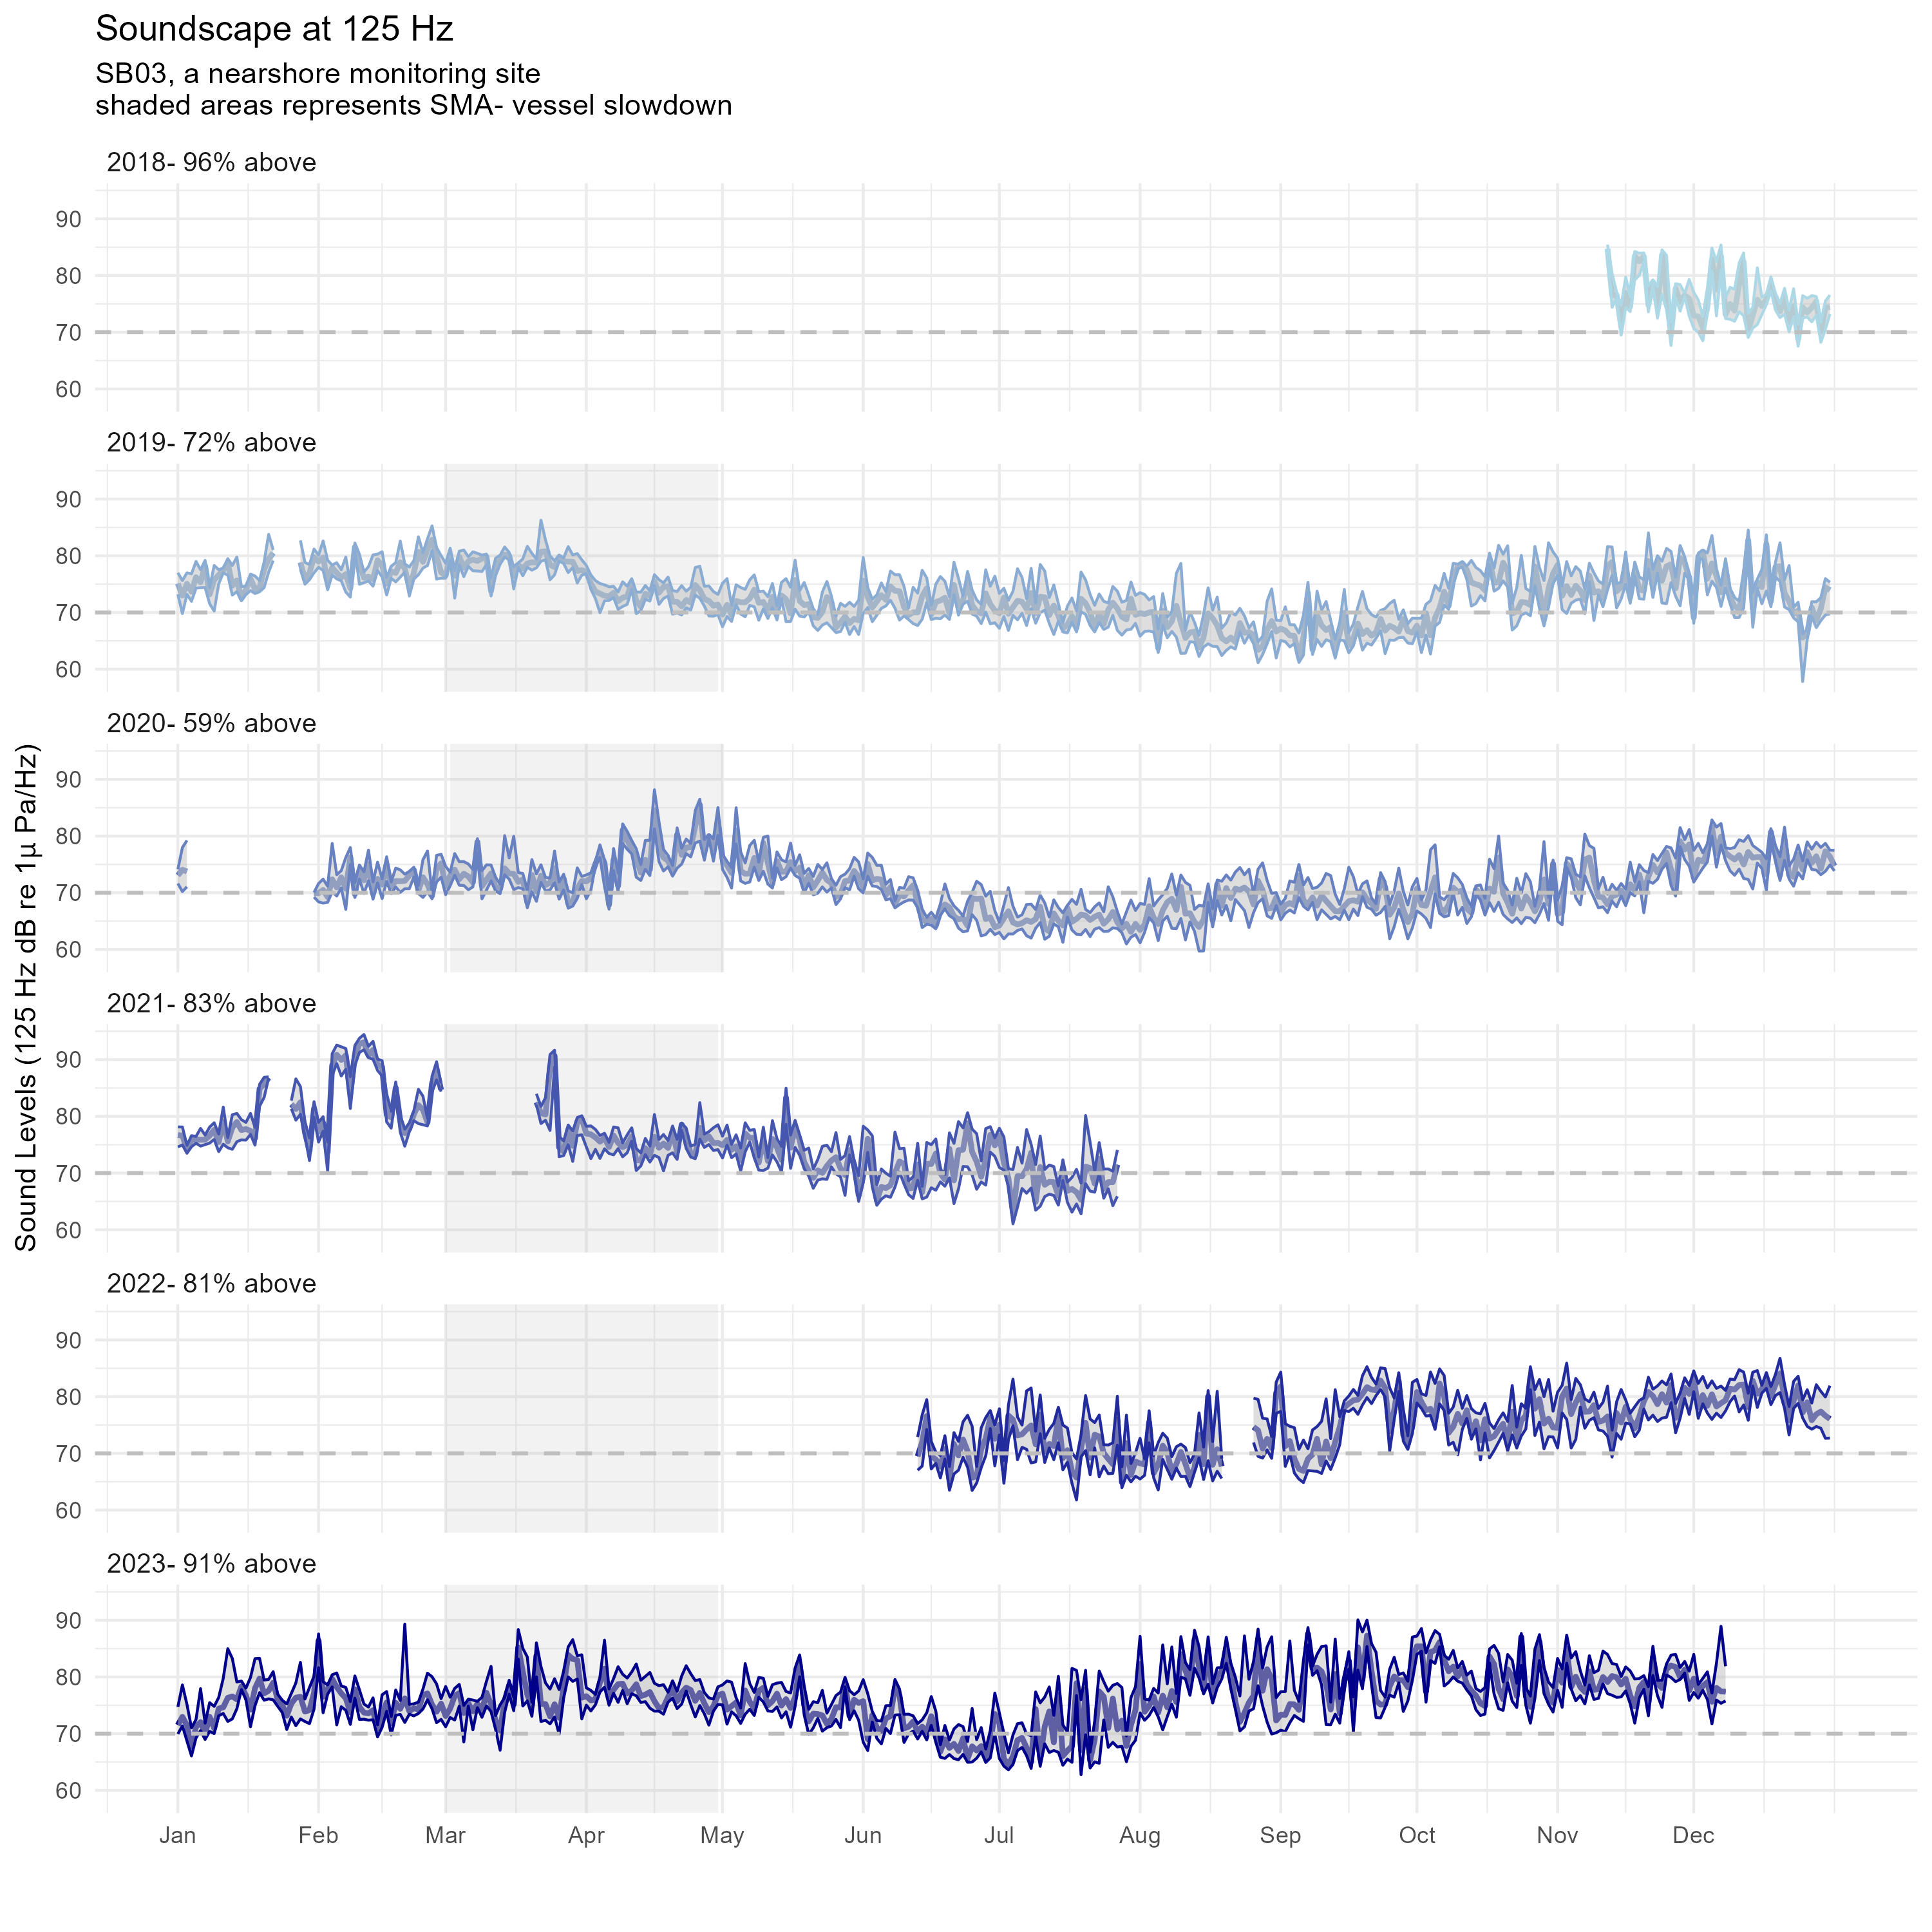 Soundscape at 125 Hz
SB03, a nearshore monitoring site
shaded areas represents SMA- vessel slowdown
Sound Levels (125 Hz dB re 1µ Pa/Hz)
2018- 96% above
90
80
70
60
2019- 72% above
90
80
70
60
2020- 59% above
90
80
70
60
2021- 83% above
90
80
70
60
2022- 81% above
90
80
70
60
2023- 91% above
90
80
70
60
Jan Feb Mar Apr May Jun Jul Aug Sep Oct Nov Dec